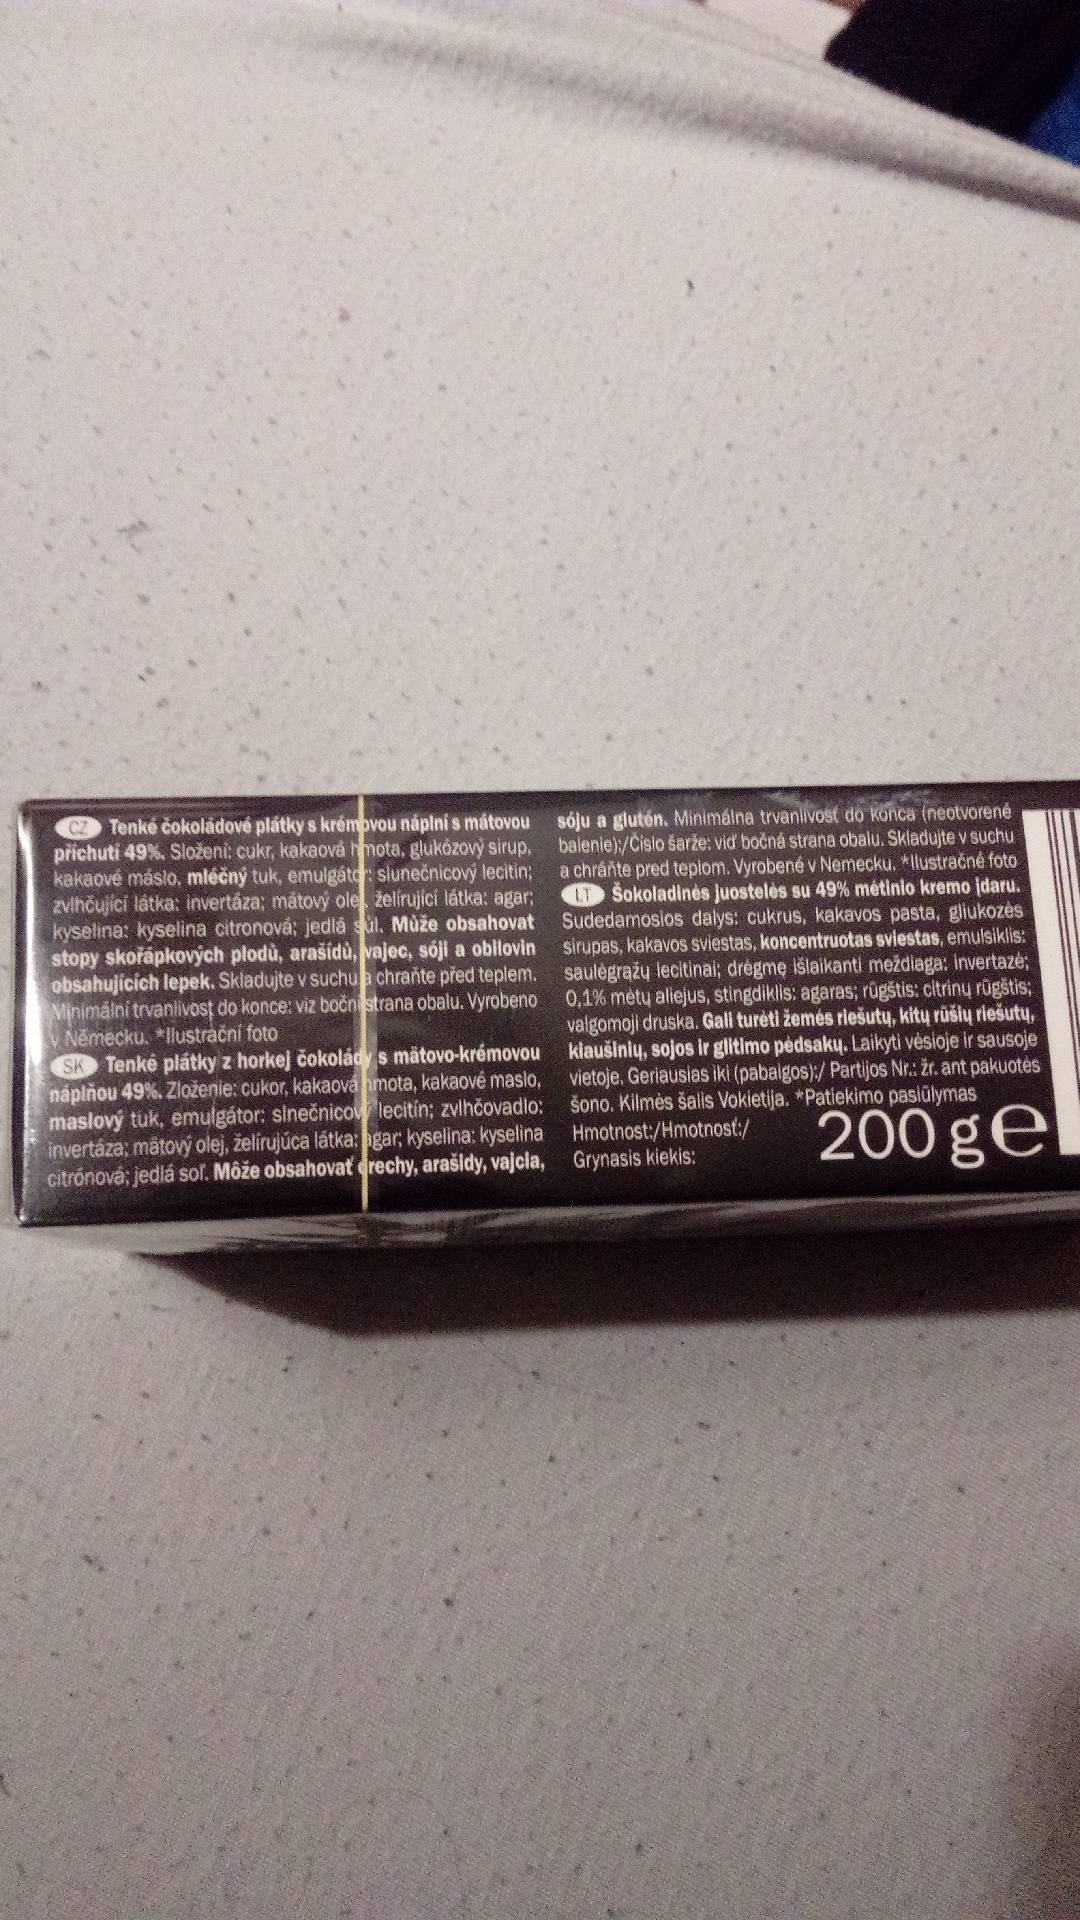 CZ Tenké čokoládové plátky s krémovou náplní s mátovou
příchutí 49%. Složení: cukr, kakaová hmota, glukózový sirup,
kakaové máslo, mléčný tuk, emulgátor: slunečnicový lecitin;
zvlhčující látka: invertáza; mátový olej, želírující látka: agar;
kyselina: kyselina citronová; jedlá sůl. Může obsahovat
stopy skořápkových plodů, arašídů, vajec, sóji a obilovin
obsahujících lepek. Skladujte v suchu a chraňte před teplem.
Minimální trvanlivost do konce: viz boční strana obalu. Vyrobeno
v Německu. *Ilustrační foto
SK Tenké plátky z horkej čokolády s mätovo-krémovou
náplňou 49%. Zloženie: cukor, kakaová hmota, kakaové maslo,
maslový tuk, emulgátor: slnečnicový lecitín; zvlhčovadlo:
invertáza; mätový olej, želírujúca látka: agar; kyselina: kyselina
citrónová; jedlá soľ. Môže obsahovať orechy, arašidy, vajcia,
sóju a glutén. Minimálna trvanlivosť do konca (neotvorené
balenie):/Číslo šarže: viď bočná strana obalu. Skladujte v suchu
a chráňte pred teplom. Vyrobené v Nemecku. *Ilustračné foto
LT Šokoladinės juostelės su 49% mėtinio kremo įdaru.
Sudedamosios dalys: cukrus, kakavos pasta, gliukozės
sirupas, kakavos sviestas, koncentruotas sviestas, emulsiklis:
saulėgrąžų lecitinai; drėgmę išlaikanti medžiaga: invertazė;
0,1% mėtų aliejus, stingdiklis: agaras; rūgštis: citrinų rūgštis;
valgomoji druska. Gali turėti žemės riešutų, kitų rūšių riešutų,
kiaušinių, sojos ir glitimo pėdsakų. Laikyti vėsioje ir sausoje
vietoje. Geriausias iki (pabaigos):/ Partijos Nr.: žr. ant pakuotės
šono. Kilmės šalis Vokietija. *Patiekimo pasiūlymas
Hmotnost:/Hmotnosť:/
Grynasis kiekis:
200 g e